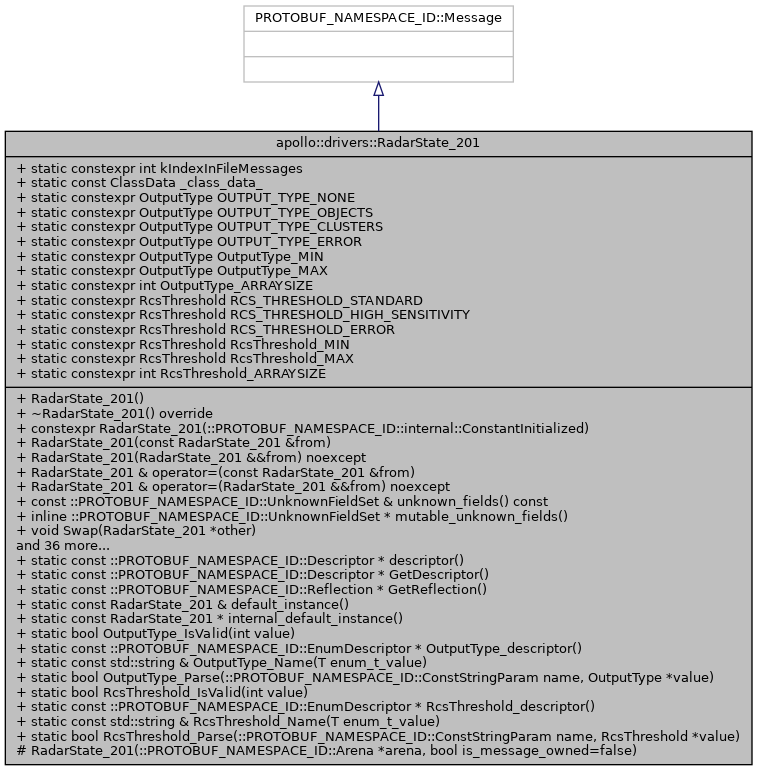 PROTOBUF_NAMESPACE_ID::Message
apollo::drivers::RadarState_201
+ static constexpr int kIndexInFileMessages
+ static const ClassData _class_data_
+ static constexpr OutputType OUTPUT_TYPE_NONE
+ static constexpr OutputType OUTPUT_TYPE_OBJECTS
+ static constexpr OutputType OUTPUT_TYPE_CLUSTERS
+ static constexpr OutputType OUTPUT_TYPE_ERROR
+ static constexpr OutputType OutputType_MIN
+ static constexpr OutputType OutputType_MAX
+ static constexpr int OutputType_ARRAYSIZE
+ static constexpr RcsThreshold RCS_THRESHOLD_STANDARD
+ static constexpr RcsThreshold RCS_THRESHOLD_HIGH_SENSITIVITY
+ static constexpr RcsThreshold RCS_THRESHOLD_ERROR
+ static constexpr RcsThreshold RcsThreshold_MIN
+ static constexpr RcsThreshold RcsThreshold_MAX
+ static constexpr int RcsThreshold_ARRAYSIZE
+ RadarState_201()
+ ~RadarState_201() override
+ constexpr RadarState_201(::PROTOBUF_NAMESPACE_ID::internal::ConstantInitialized)
+ RadarState_201(const RadarState_201 &from)
+ RadarState_201(RadarState_201 &&from) noexcept
+ RadarState_201 & operator=(const RadarState_201 &from)
+ RadarState_201 & operator=(RadarState_201 &&from) noexcept
+ const ::PROTOBUF_NAMESPACE_ID::UnknownFieldSet & unknown_fields() const
+ inline ::PROTOBUF_NAMESPACE_ID::UnknownFieldSet * mutable_unknown_fields()
+ void Swap(RadarState_201 *other)
and 36 more...
+ static const ::PROTOBUF_NAMESPACE_ID::Descriptor * descriptor()
+ static const ::PROTOBUF_NAMESPACE_ID::Descriptor * GetDescriptor()
+ static const ::PROTOBUF_NAMESPACE_ID::Reflection * GetReflection()
+ static const RadarState_201 & default_instance()
+ static const RadarState_201 * internal_default_instance()
+ static bool OutputType_IsValid(int value)
+ static const ::PROTOBUF_NAMESPACE_ID::EnumDescriptor * OutputType_descriptor()
+ static const std::string & OutputType_Name(T enum_t_value)
+ static bool OutputType_Parse(::PROTOBUF_NAMESPACE_ID::ConstStringParam name, OutputType *value)
+ static bool RcsThreshold_IsValid(int value)
+ static const ::PROTOBUF_NAMESPACE_ID::EnumDescriptor * RcsThreshold_descriptor()
+ static const std::string & RcsThreshold_Name(T enum_t_value)
+ static bool RcsThreshold_Parse(::PROTOBUF_NAMESPACE_ID::ConstStringParam name, RcsThreshold *value)
# RadarState_201(::PROTOBUF_NAMESPACE_ID::Arena *arena, bool is_message_owned=false)